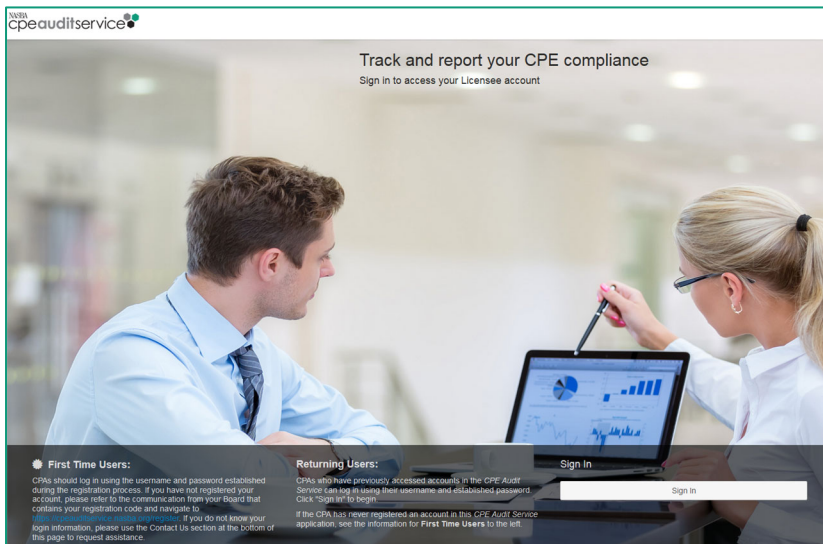 NASBA
cpeauditservice
Track and report your CPE compliance
Sign in to access your Licensee account
First Time Users:
CPAs should log in using the username and password established
during the registration process. If you have not registered your
account, please refer to the communication from your Board that
contains your registration code and navigate to
https://cpeauditservice.nasba.org/register. If you do not know your
login information, please use the Contact Us section at the bottom of
this page to request assistance.
Returning Users:
CPAs who have previously accessed accounts in the CPE Audit
Service can log in using their username and established password.
Click "Sign in" to begin.
If the CPA has never registered an account in this CPE Audit Service
application, see the information for First Time Users to the left.
Sign In
Sign In